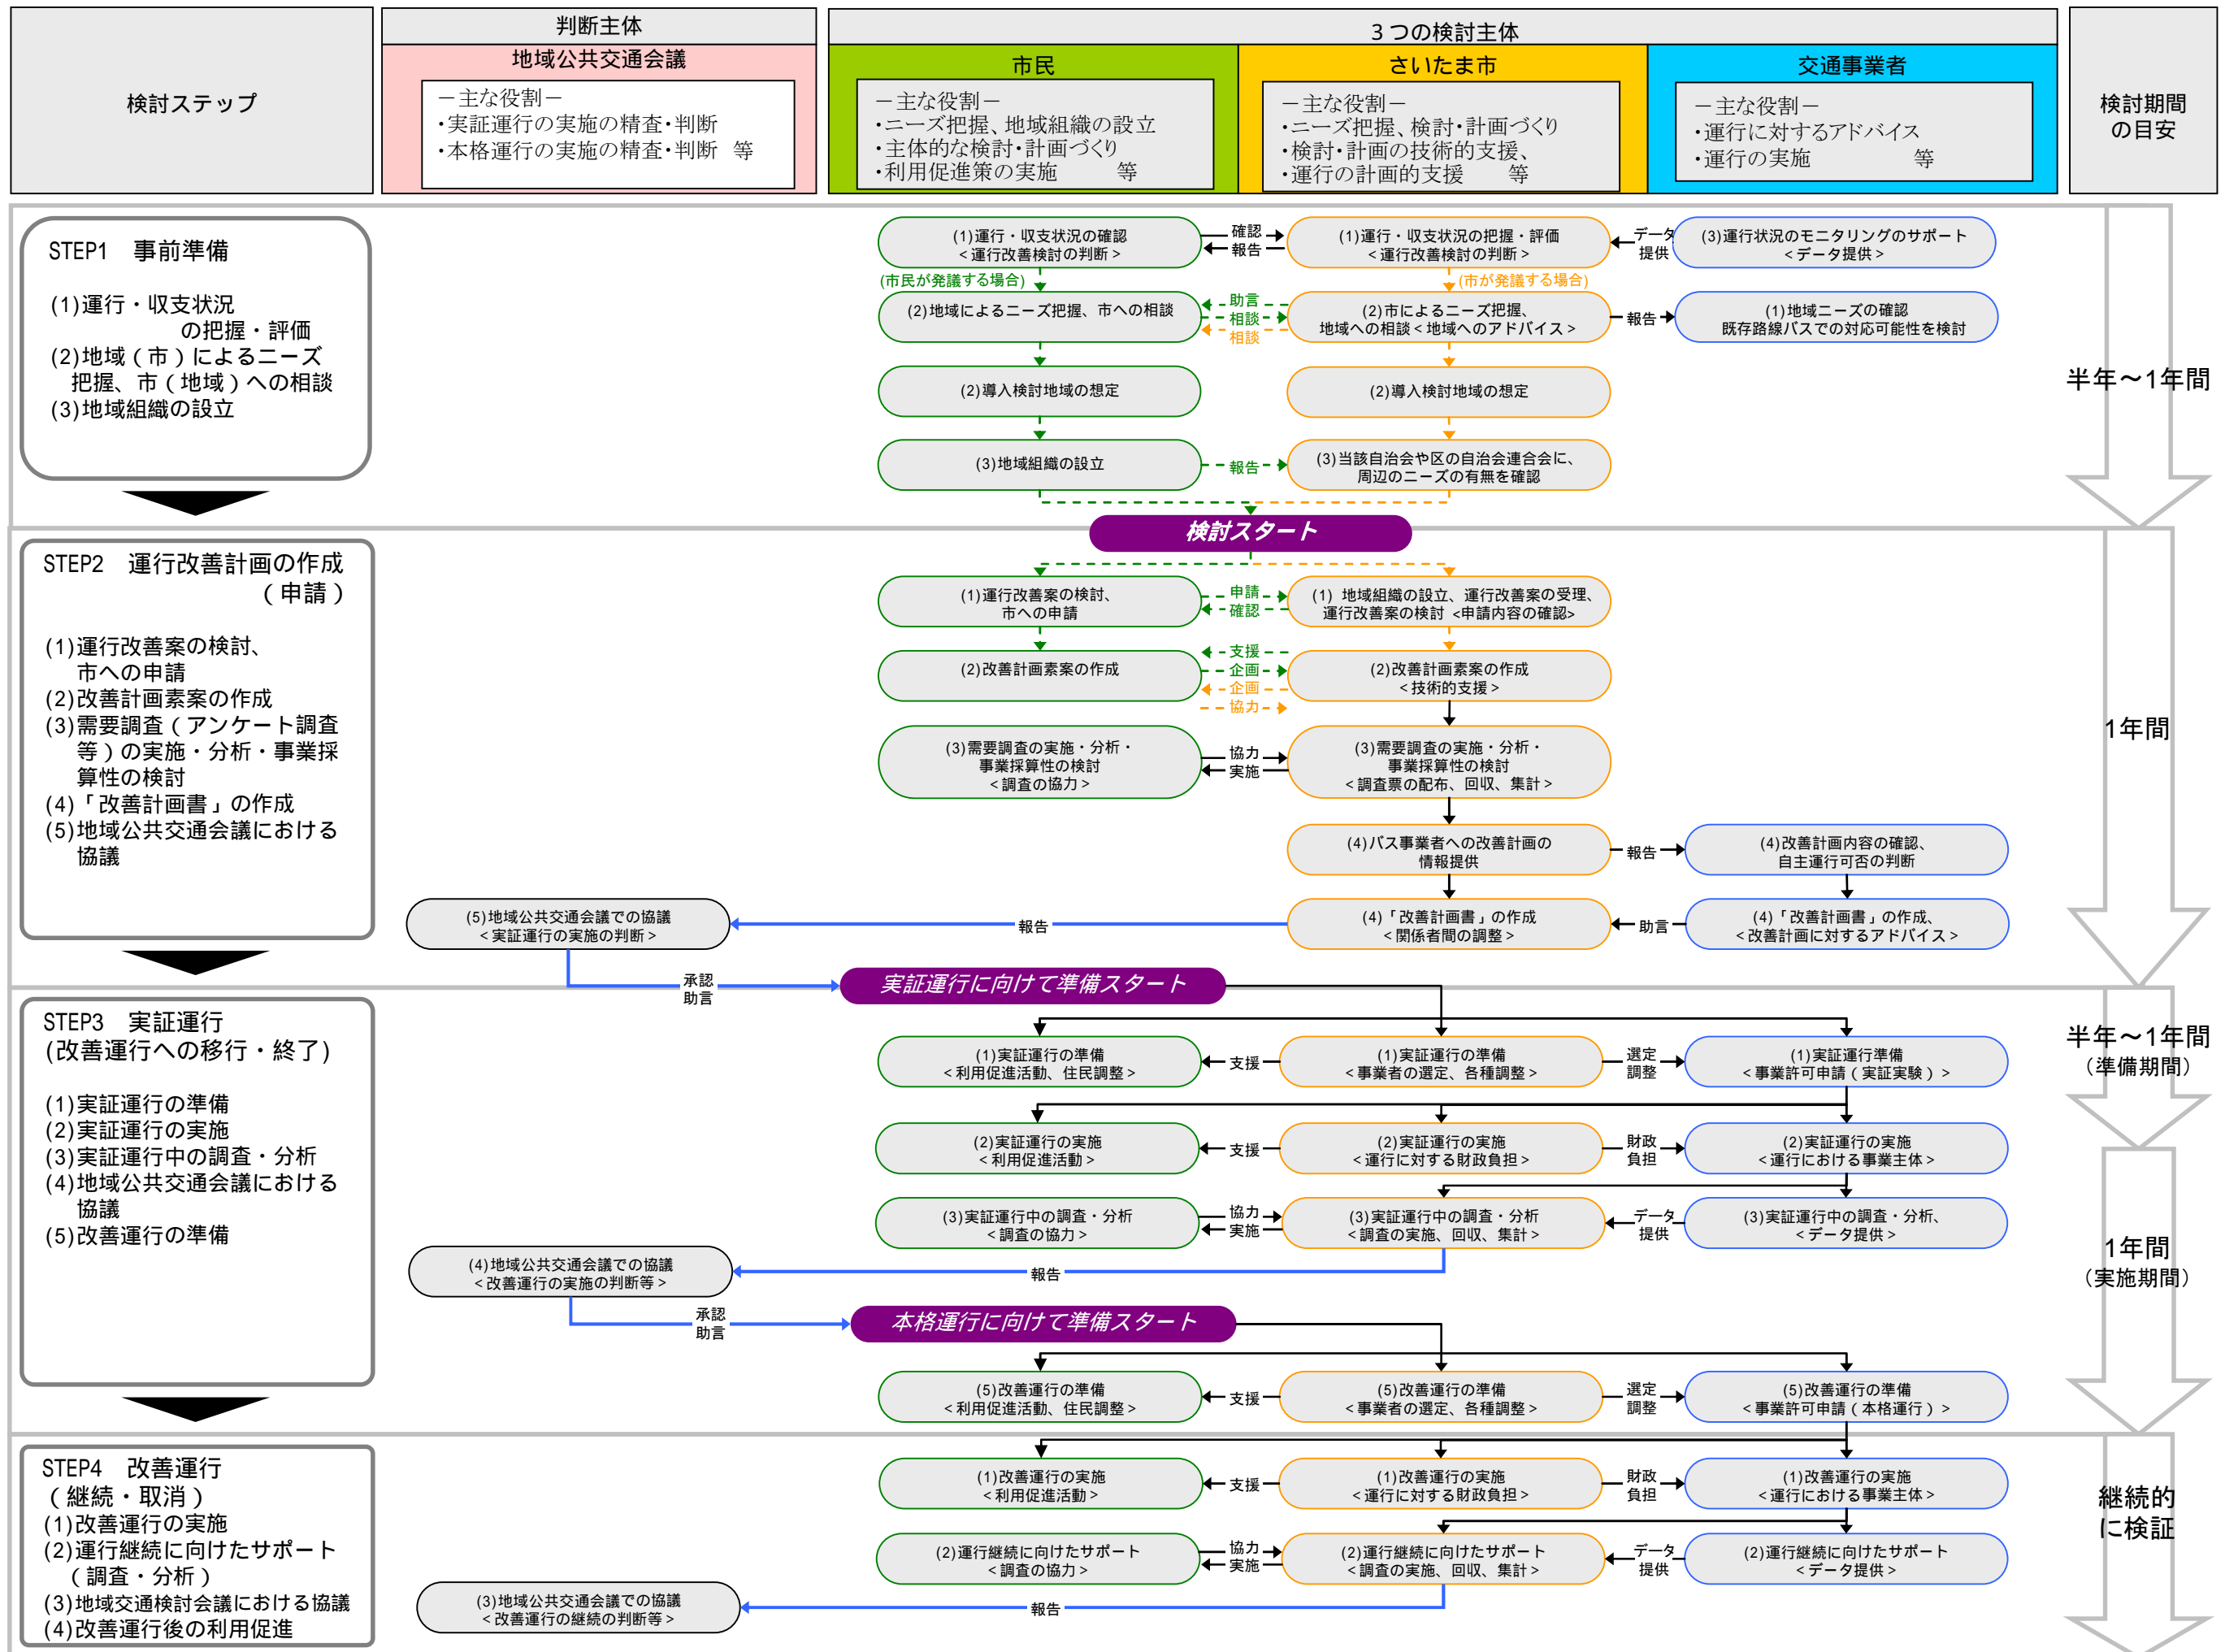 検討ステップ
判断主体
地域公共交通会議
－主な役割－
・実証運行の実施の精査・判断
・本格運行の実施の精査・判断　等
3つの検討主体
市民
－主な役割－
・ニーズ把握、地域組織の設立
・主体的な検討・計画づくり
・利用促進策の実施　　　等
さいたま市
－主な役割－
・ニーズ把握、検討・計画づくり
・検討・計画の技術的支援、
・運行の計画的支援　　等
交通事業者
－主な役割－
・運行に対するアドバイス
・運行の実施　　　　　等
検討期間
の目安
STEP1　事前準備
(1)運行・収支状況
の把握・評価
(2)地域（市）によるニーズ
把握、市（地域）への相談
(3)地域組織の設立
(1)運行・収支状況の確認
＜運行改善検討の判断＞
確認
報告
(1)運行・収支状況の把握・評価
＜運行改善検討の判断＞
データ
提供
(3)運行状況のモニタリングのサポート
＜データ提供＞
(市民が発議する場合)
(市が発議する場合)
(2)地域によるニーズ把握、市への相談
助言
相談
相談
(2)市によるニーズ把握、
地域への相談＜地域へのアドバイス＞
報告
(1)地域ニーズの確認
既存路線バスでの対応可能性を検討
(2)導入検討地域の想定
(2)導入検討地域の想定
半年～1年間
(3)地域組織の設立
報告
(3)当該自治会や区の自治会連合会に、
周辺のニーズの有無を確認
検討スタート
STEP2　運行改善計画の作成
（申請）
(1)運行改善案の検討、
市への申請
(2)改善計画素案の作成
(3)需要調査（アンケート調査
等）の実施・分析・事業採
算性の検討
(4)「改善計画書」の作成
(5)地域公共交通会議における
協議
(1)運行改善案の検討、
市への申請
申請
確認
(1) 地域組織の設立、運行改善案の受理、
運行改善案の検討 <申請内容の確認>
(2)改善計画素案の作成
支援
企画
企画
協力
(2)改善計画素案の作成
＜技術的支援＞
(3)需要調査の実施・分析・
事業採算性の検討
＜調査の協力＞
協力
実施
(3)需要調査の実施・分析・
事業採算性の検討
＜調査票の配布、回収、集計＞
1年間
(4)バス事業者への改善計画の
情報提供
報告
(4)改善計画内容の確認、
自主運行可否の判断
(5)地域公共交通会議での協議
＜実証運行の実施の判断＞
報告
(4)「改善計画書」の作成
＜関係者間の調整＞
助言
(4)「改善計画書」の作成、
＜改善計画に対するアドバイス＞
承認
助言
実証運行に向けて準備スタート
STEP3　実証運行
(改善運行への移行・終了)
(1)実証運行の準備
(2)実証運行の実施
(3)実証運行中の調査・分析
(4)地域公共交通会議における
協議
(5)改善運行の準備
(1)実証運行の準備
＜利用促進活動、住民調整＞
支援
(1)実証運行の準備
＜事業者の選定、各種調整＞
選定
調整
(1)実証運行準備
＜事業許可申請（実証実験）＞
半年～1年間
（準備期間）
(2)実証運行の実施
＜利用促進活動＞
支援
(2)実証運行の実施
＜運行に対する財政負担＞
財政
負担
(2)実証運行の実施
＜運行における事業主体＞
(3)実証運行中の調査・分析
＜調査の協力＞
協力
実施
(3)実証運行中の調査・分析
＜調査の実施、回収、集計＞
データ
提供
(3)実証運行中の調査・分析、
＜データ提供＞
1年間
（実施期間）
(4)地域公共交通会議での協議
＜改善運行の実施の判断等＞
報告
承認
助言
本格運行に向けて準備スタート
(5)改善運行の準備
＜利用促進活動、住民調整＞
支援
(5)改善運行の準備
＜事業者の選定、各種調整＞
選定
調整
(5)改善運行の準備
＜事業許可申請（本格運行）＞
STEP4　改善運行
（継続・取消）
(1)改善運行の実施
(2)運行継続に向けたサポート
（調査・分析）
(3)地域交通検討会議における協議
(4)改善運行後の利用促進
(1)改善運行の実施
＜利用促進活動＞
支援
(1)改善運行の実施
＜運行に対する財政負担＞
財政
負担
(1)改善運行の実施
＜運行における事業主体＞
継続的
に検証
(2)運行継続に向けたサポート
＜調査の協力＞
協力
実施
(2)運行継続に向けたサポート
＜調査の実施、回収、集計＞
データ
提供
(2)運行継続に向けたサポート
＜データ提供＞
(3)地域公共交通会議での協議
＜改善運行の継続の判断等＞
報告